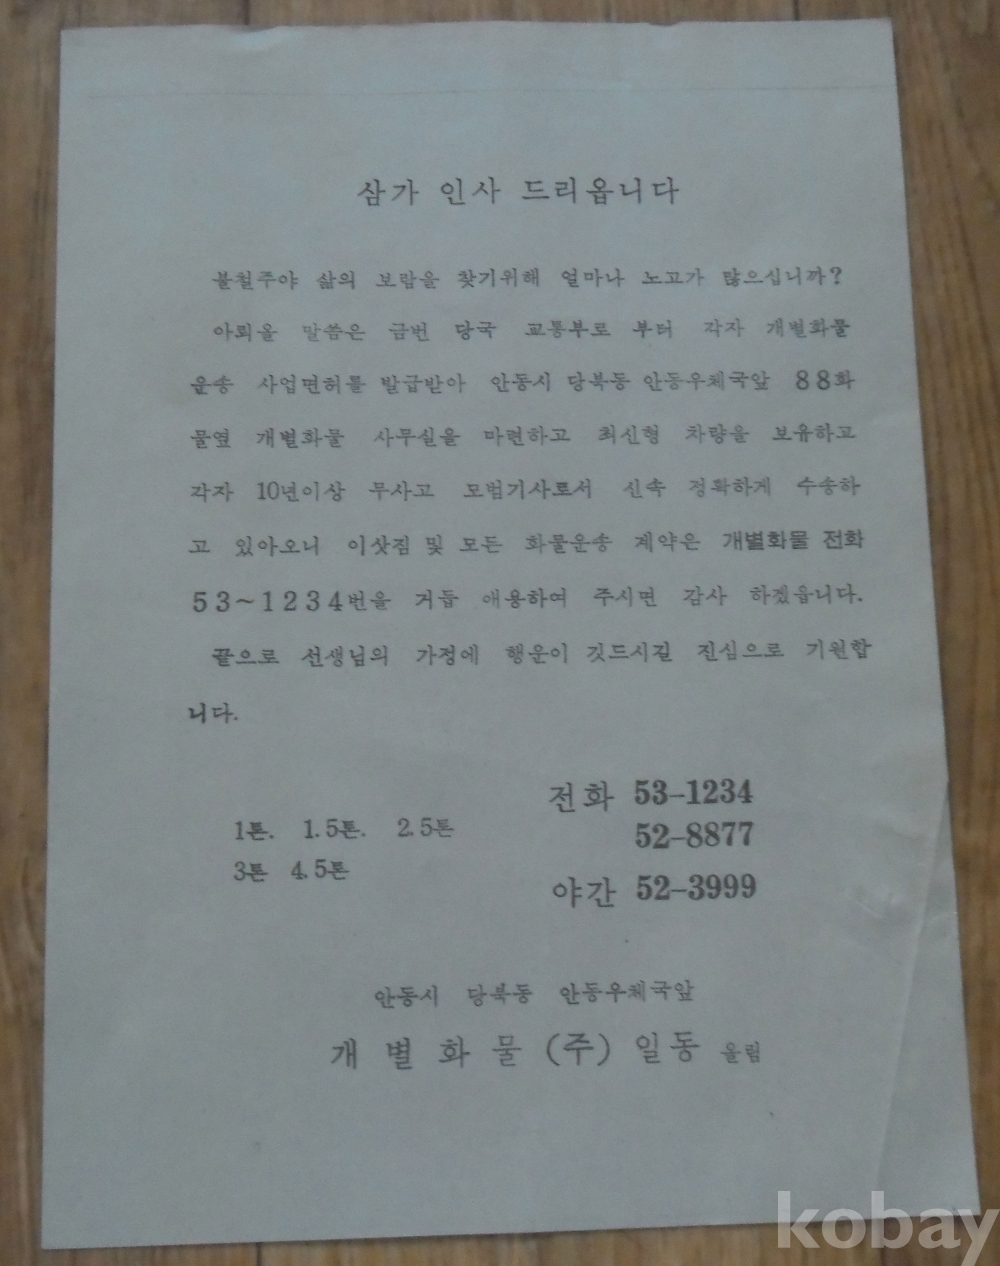 삼가 인사 드리옵니다
불철주야 삶의 보람을 찾기위해 얼마나 노고가 많으십니까?
아뢰올 말씀은 금번 당국 교통부로 부터 각자 개별화물
운송 사업면허를 발급받아 안동시 당북동 안동우체국앞 88화
물옆 개별화물 사무실을 마련하고 최신형 차량을 보유하고
각자 10년이상 무사고 모범기사로서 신속 정확하게 수송하
고 있아오니 이삿짐 및 모든 화물운송 계약은 개별화물 전화
53~1234번을 거듭 애용하여 주시면 감사 하겠읍니다.
끝으로 선생님의 가정에 행운이 깃드시길 진심으로 기원합
니다.
전화 53-1234
1톤. 1.5톤. 2.5톤
52-8877
3톤 4.5톤
야간 52-3999
안동시 당북동 안동우체국앞
개별화물(주) 일동 올림
kobay